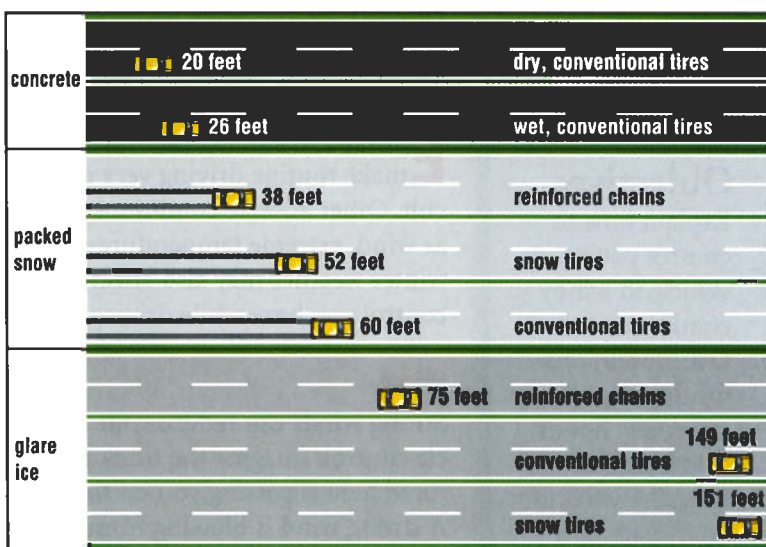 concrete
20 feet dry, conventional tires
26 feet wet, conventional tires
packed
snow
38 feet reinforced chains
52 feet snow tires
60 feet conventional tires
glare
ice
75 feet reinforced chains
149 feet
conventional tires
151 feet
snow tires